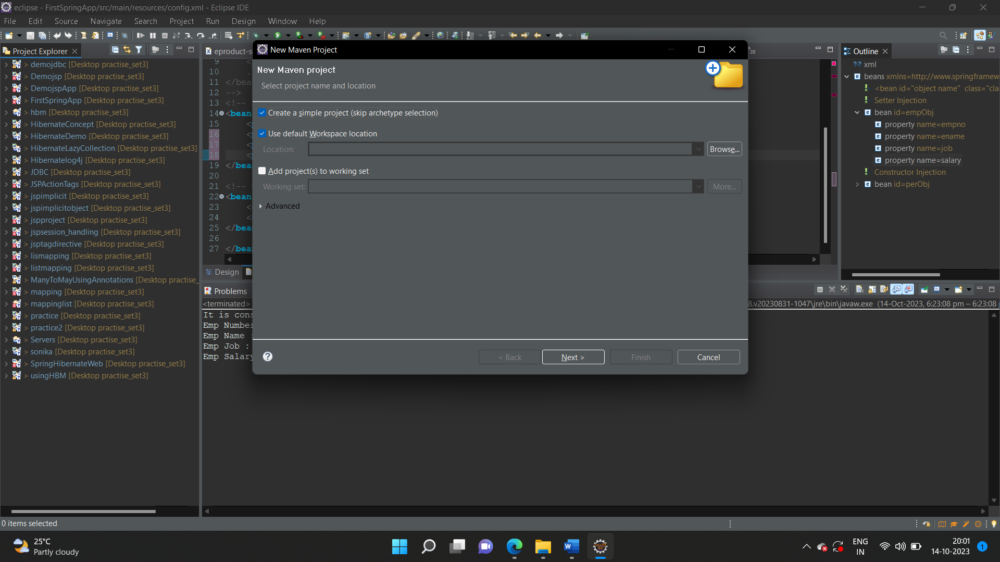 eclipse - FirstSpringApp/src/main/resources/config.xml - Eclipse IDE
File Edit Source Navigate Search Project Run Design Window Help
Project Explorer
> demojdbc [Desktop practise_set3]
> Demojsp [Desktop practise_set3]
> DemojspApp [Desktop practise_set3]
> FirstSpringApp [Desktop practise_set3]
> hbm [Desktop practise_set3]
> HibernateConcept [Desktop practise_set3]
> HibernateDemo [Desktop practise_set3]
> HibernateLazyCollection [Desktop practise_set3]
> Hibernatelog4j [Desktop practise_set3]
> JDBC [Desktop practise_set3]
> JSPActionTags [Desktop practise_set3]
> jspimplicit [Desktop practise_set3]
> jspimplicitobject [Desktop practise_set3]
> jspproject [Desktop practise_set3]
> jspsession_handling [Desktop practise_set3]
> jsptagdirective [Desktop practise_set3]
> lismapping [Desktop practise_set3]
> listmapping [Desktop practise_set3]
> ManyToMayUsingAnnotations [Desktop practise_
> mapping [Desktop practise_set3]
> mappinglist [Desktop practise_set3]
> practice [Desktop practise_set3]
> practice2 [Desktop practise_set3]
> Servers [Desktop practise_set3]
> sonika [Desktop practise_set3]
> SpringHibernateWeb [Desktop practise_set3]
> usingHBM [Desktop practise_set3]
eproduct-s
26
9 <
10 .
11 </bea
12 -->
13 <!--
14 <bean
15 <p
16 <p
17 <p
18 <p
19 </bea
20
21 <!--
22 <bean
23 <
24 <
25 </bea
26
27 </bea
Design
New Maven Project
New Maven project
Select project name and location
Create a simple project (skip archetype selection)
Use default Workspace location
Location:
Browse...
Add project(s) to working set
Working set:
More...
Advanced
?
< Back
Next >
Finish
Cancel
Outline
?-? xml
beans xmlns=http://www.springframew
<bean id="object name" class="cla
Setter Injection
bean id=empObj
property name=empno
property name=ename
property name=job
property name=salary
Constructor Injection
bean id=perObj
Problems
<terminated>
8.v20230831-1047\jre\bin\javaw.exe (14-Oct-2023, 6:23:08 pm – 6:23:08
It is cons
Emp Number
Emp Name :
Emp Job :
Emp Salary
0 items selected
25°C
Partly cloudy
ENG
IN
20:01
14-10-2023
1